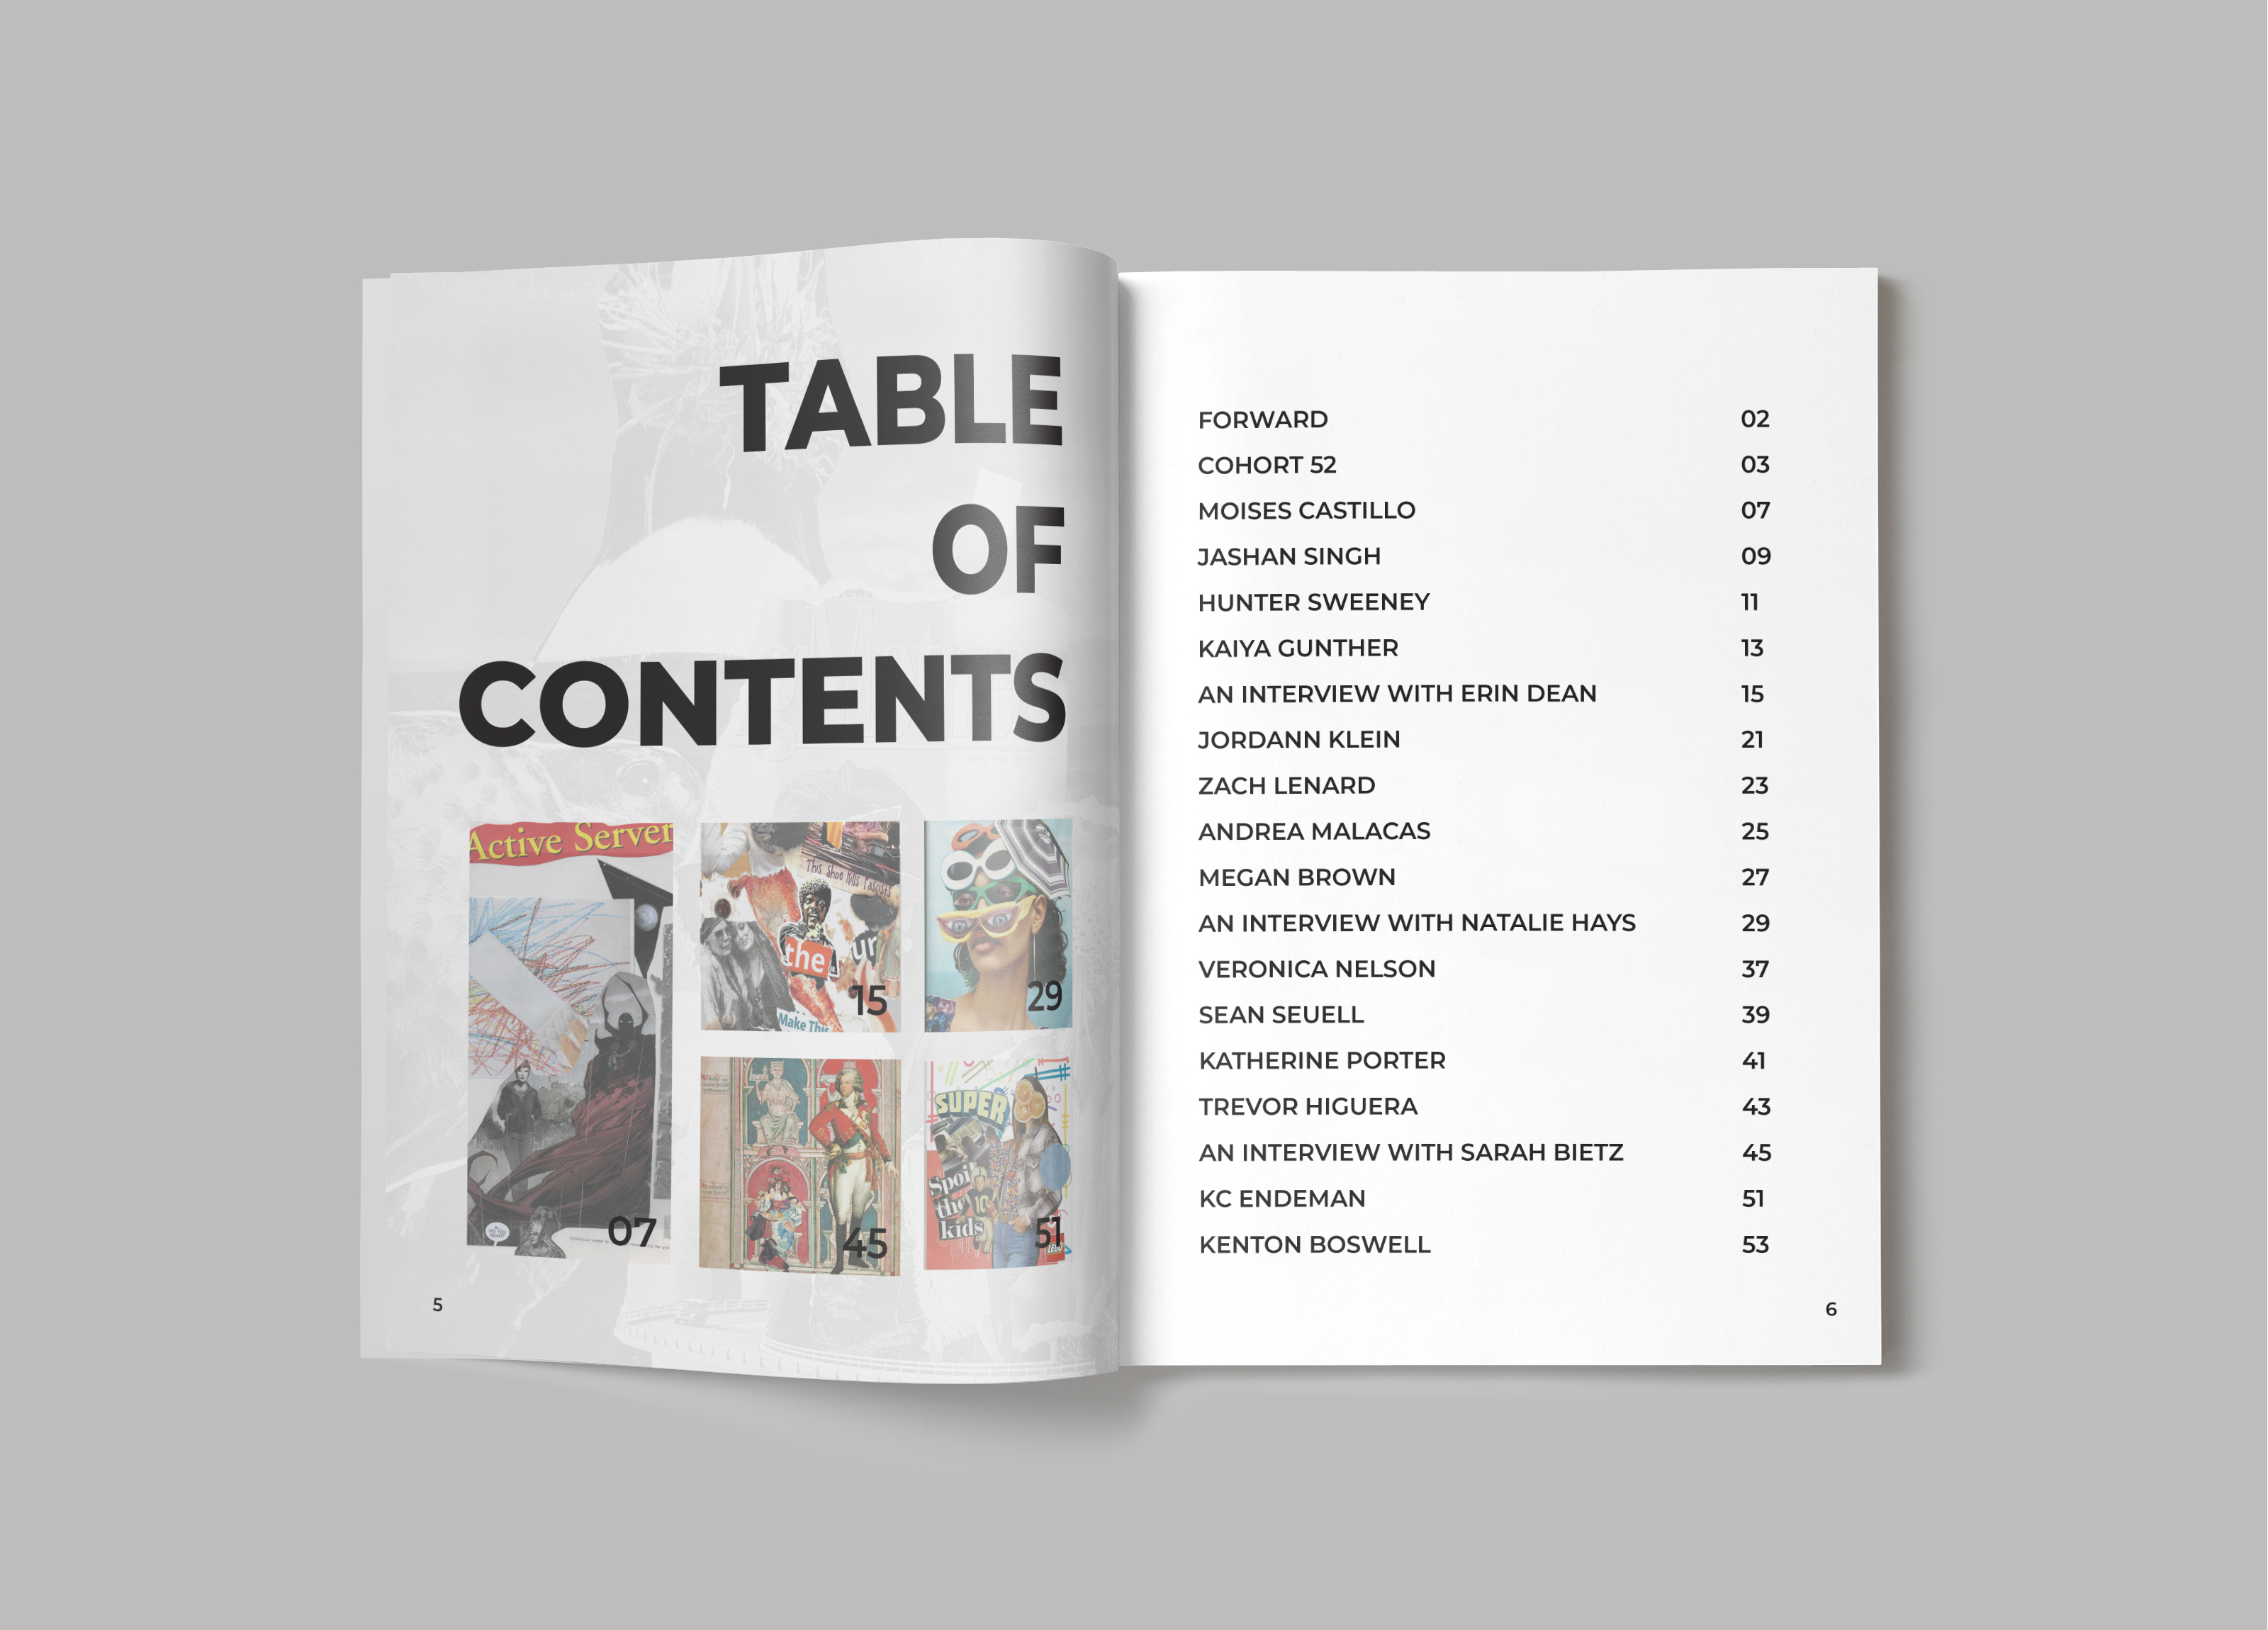 TABLE
OF
CONTENTS
Active Server
This Shoe Kills Fascists
the
ur
15
Make This
29
07
45
SUPER
Spoil
the
kids
10
51
5
FORWARD 02
COHORT 52 03
MOISES CASTILLO 07
JASHAN SINGH 09
HUNTER SWEENEY 11
KAIYA GUNTHER 13
AN INTERVIEW WITH ERIN DEAN 15
JORDANN KLEIN 21
ZACH LENARD 23
ANDREA MALACAS 25
MEGAN BROWN 27
AN INTERVIEW WITH NATALIE HAYS 29
VERONICA NELSON 37
SEAN SEUELL 39
KATHERINE PORTER 41
TREVOR HIGUERA 43
AN INTERVIEW WITH SARAH BIETZ 45
KC ENDEMAN 51
KENTON BOSWELL 53
6